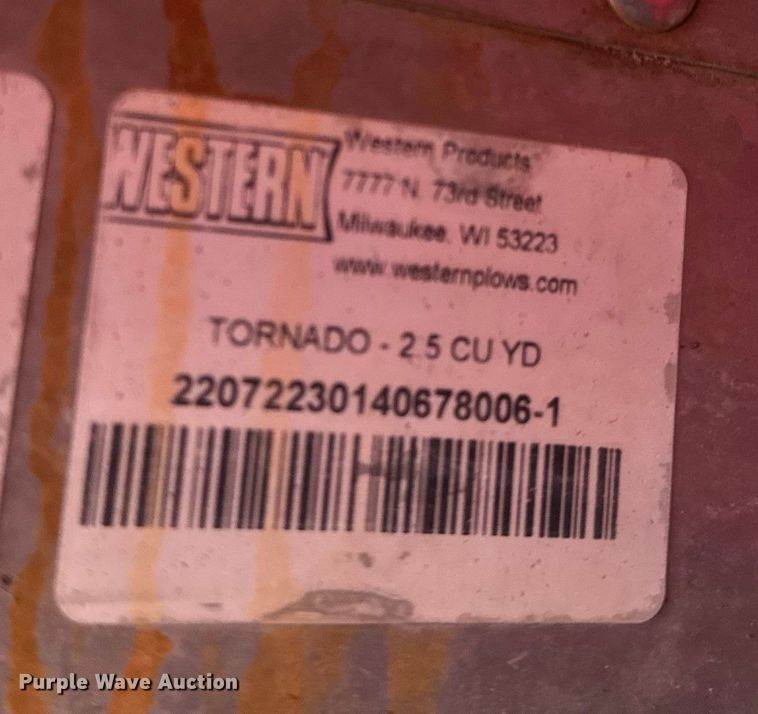 WESTERN
Western Products
7777 N. 73rd Street
Milwaukee, WI 53223
www.westernplows.com
TORNADO - 2.5 CU YD
22072230140678006-1
Purple Wave Auction